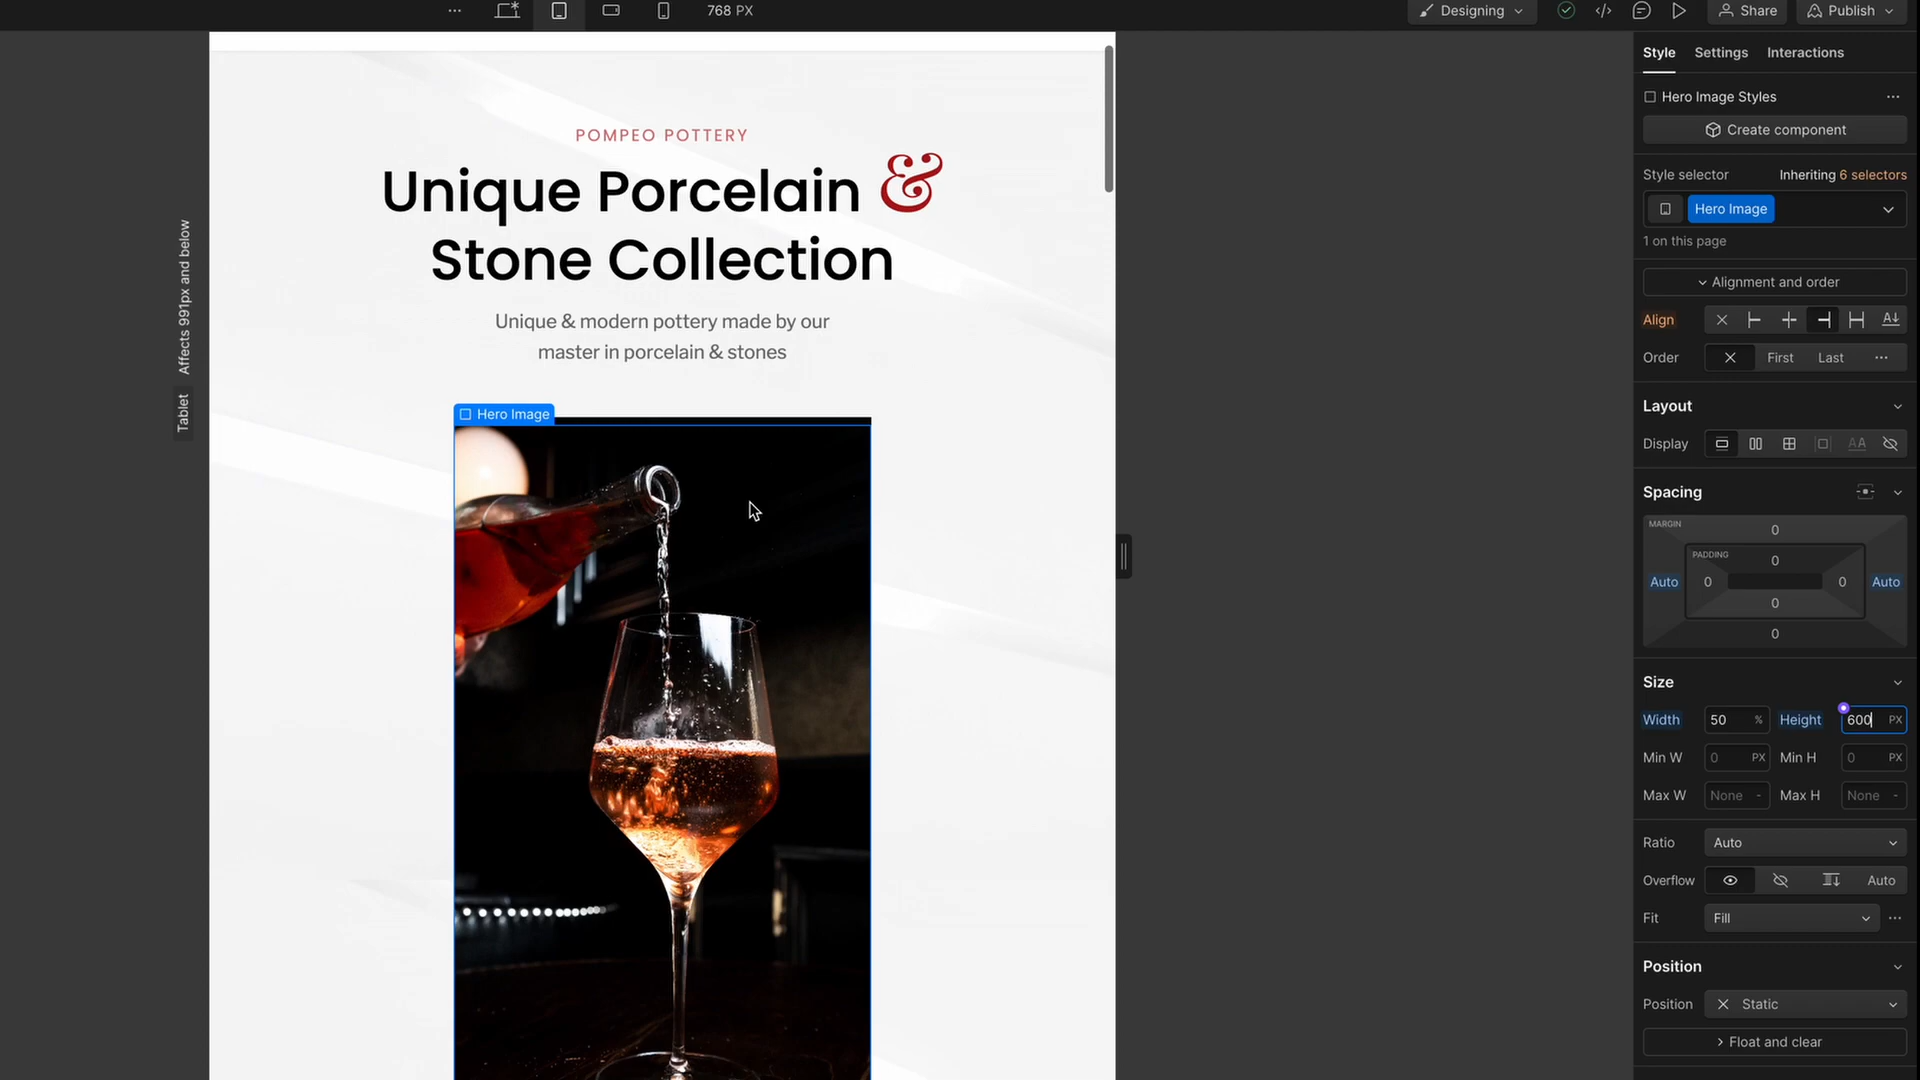 768 PX
Designing
Share
Publish
Style
Settings
Interactions
Hero Image Styles
Create component
Style selector
Inheriting 6 selectors
Hero Image
1 on this page
Alignment and order
Align
Order
First
Last
Layout
Display
Spacing
MARGIN
0
PADDING
0
Auto
0
0
Auto
0
0
Size
Width
50
%
Height
600
PX
Min W
0
PX
Min H
0
PX
Max W
None
-
Max H
None
-
Ratio
Auto
Overflow
Auto
Fit
Fill
Position
Position
Static
Float and clear
Affects 991px and below
Tablet
POMPEO POTTERY
Unique Porcelain &
Stone Collection
Unique & modern pottery made by our
master in porcelain & stones
Hero Image